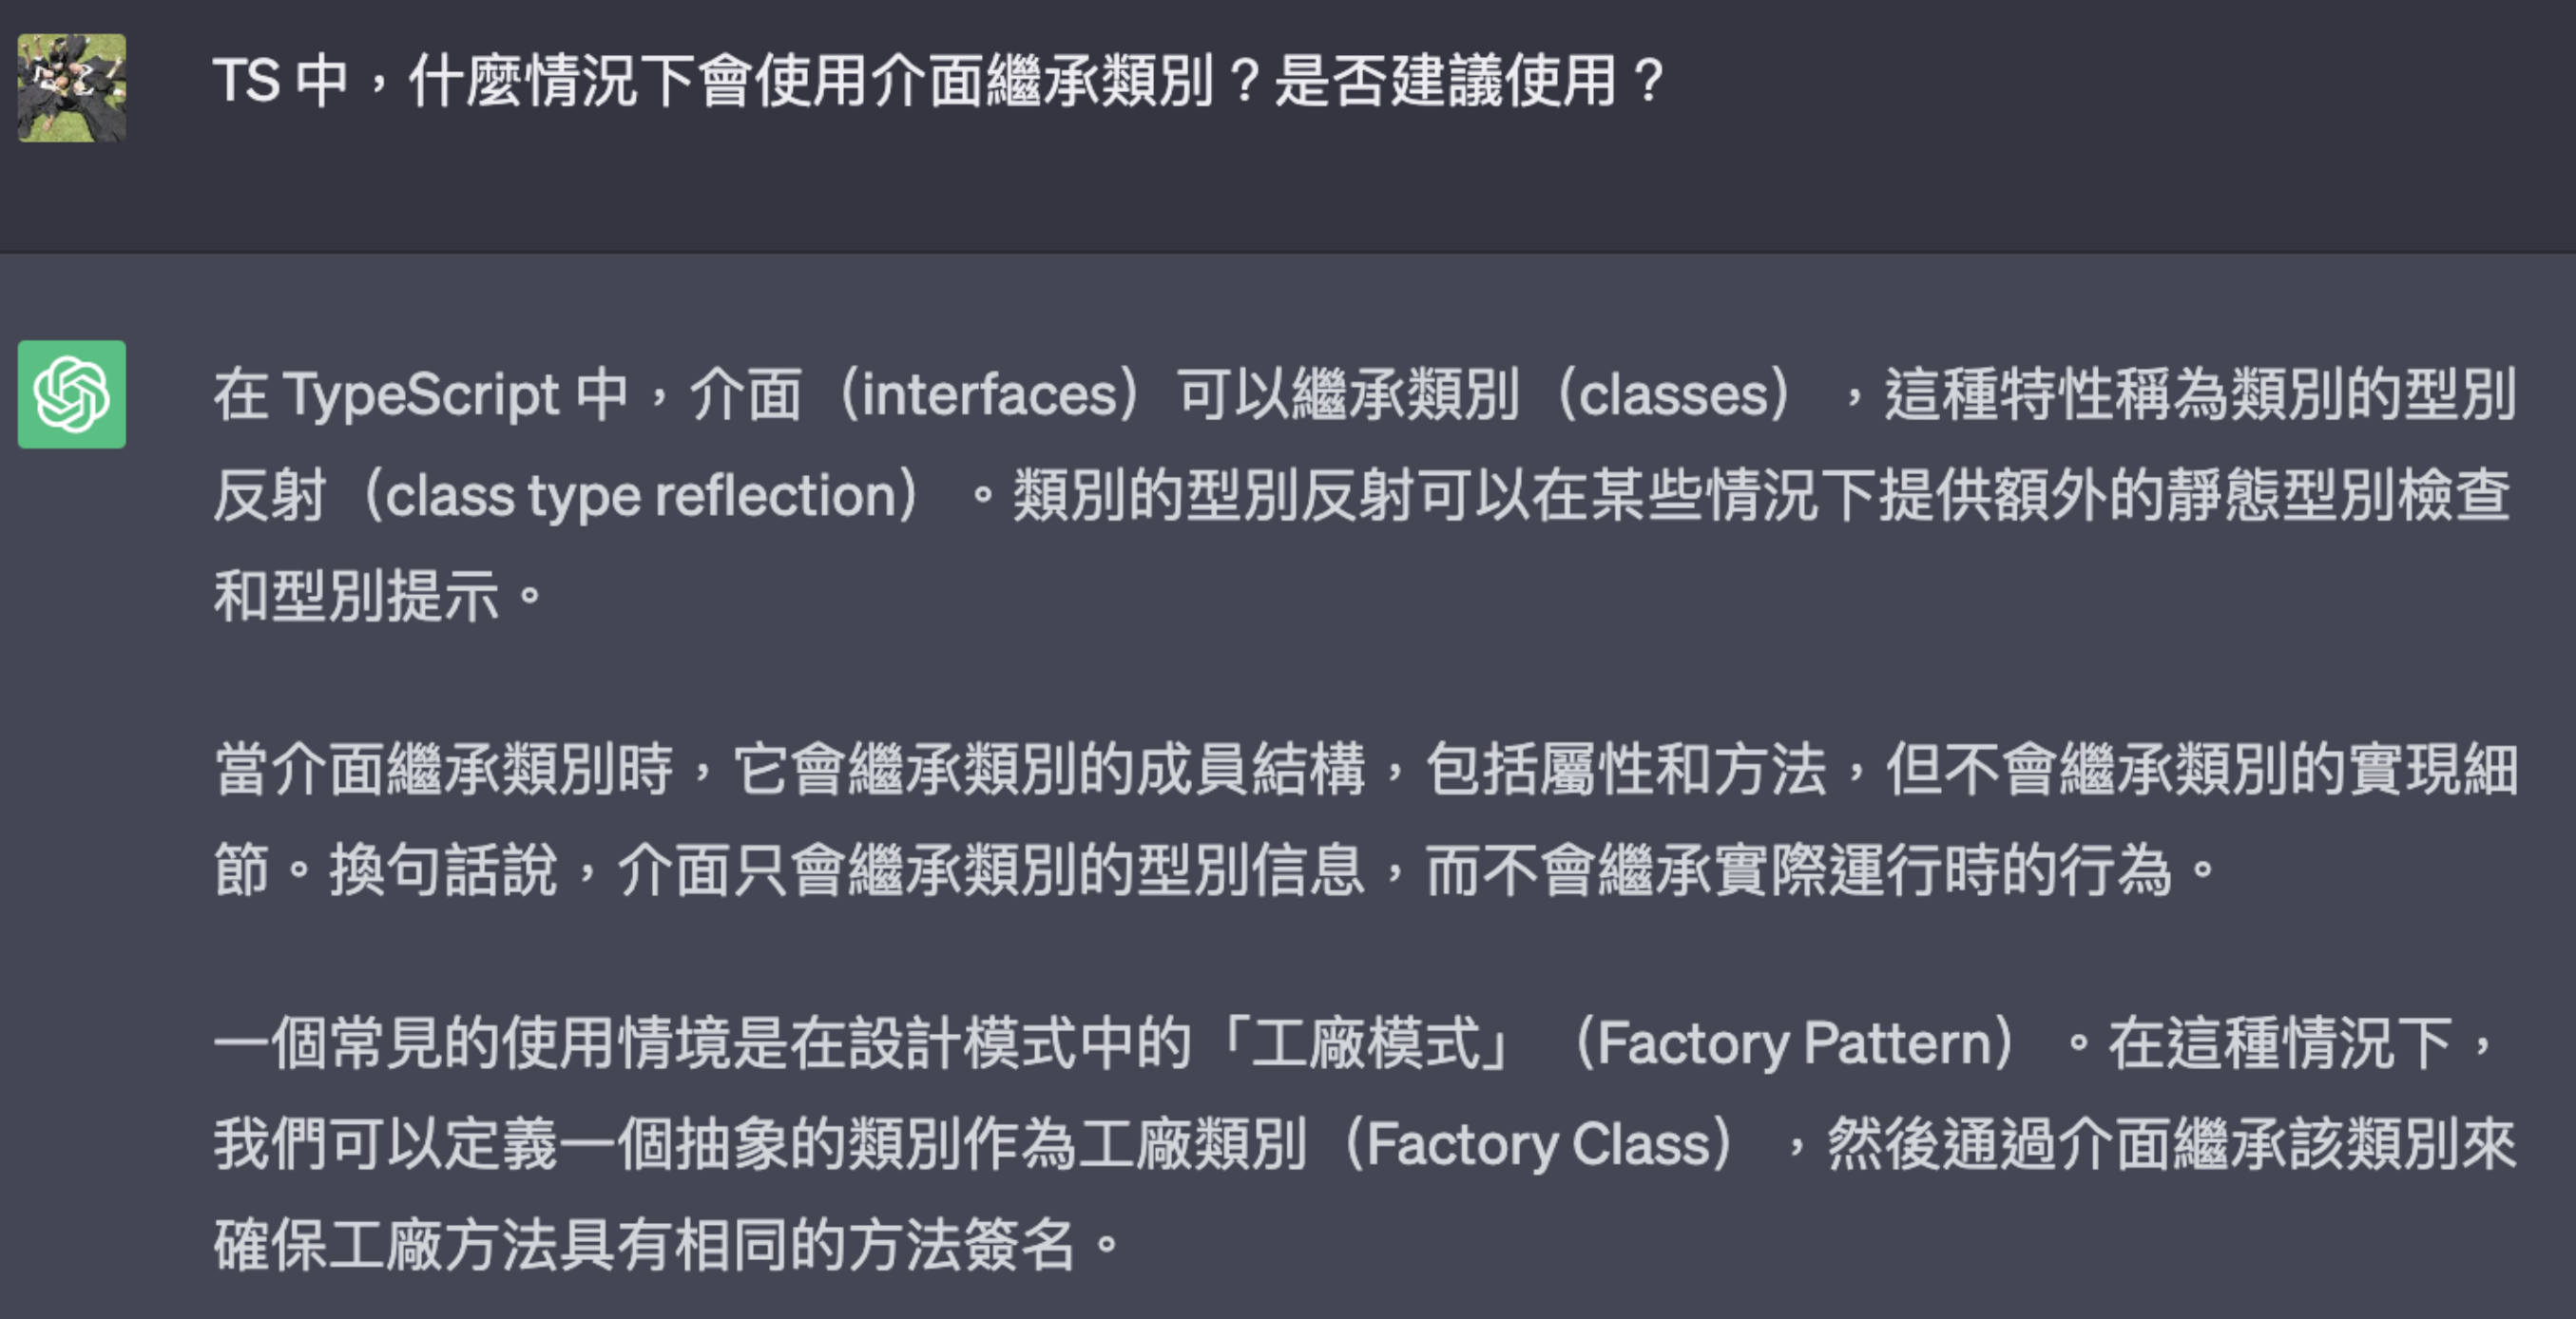 TS 中，什麼情況下會使用介面繼承類別？是否建議使用？
在 TypeScript 中，介面（interfaces）可以繼承類別（classes），這種特性稱為類別的型別
反射（class type reflection）。類別的型別反射可以在某些情況下提供額外的靜態型別檢查
和型別提示。
當介面繼承類別時，它會繼承類別的成員結構，包括屬性和方法，但不會繼承類別的實現細
節。換句話說，介面只會繼承類別的型別信息，而不會繼承實際運行時的行為。
一個常見的使用情境是在設計模式中的「工廠模式」（Factory Pattern）。在這種情況下，
我們可以定義一個抽象的類別作為工廠類別（Factory Class），然後通過介面繼承該類別來
確保工廠方法具有相同的方法簽名。